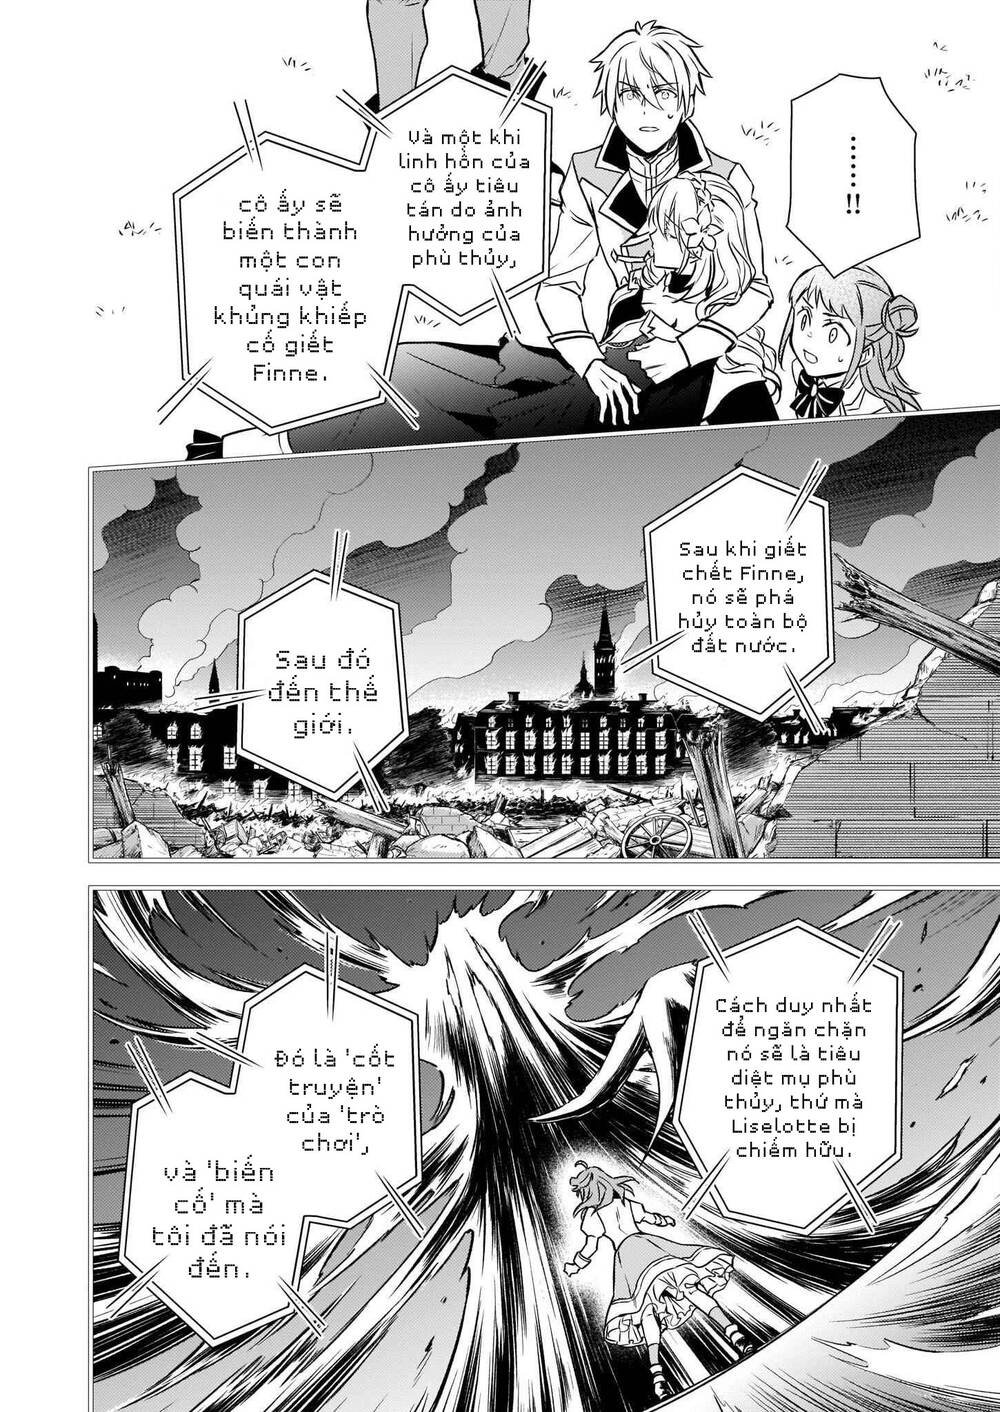 ......!!
Và một khi
linh hồn của
cô ấy tiêu
tán do ảnh
hưởng của
phù thủy,
cô ấy sẽ
biến thành
một con
quái vật
khủng khiếp
cố giết
Finne.
Sau khi giết
chết Finne,
nó sẽ phá
hủy toàn bộ
đất nước.
Sau đó
đến thế
giới.
Cách duy nhất
để ngăn chặn
nó sẽ là tiêu
diệt mụ phù
thủy, thứ mà
Liselotte bị
chiếm hữu.
Đó là 'cốt
truyện'
của 'trò
chơi',
và 'biến
cố' mà
tôi đã nói
đến.